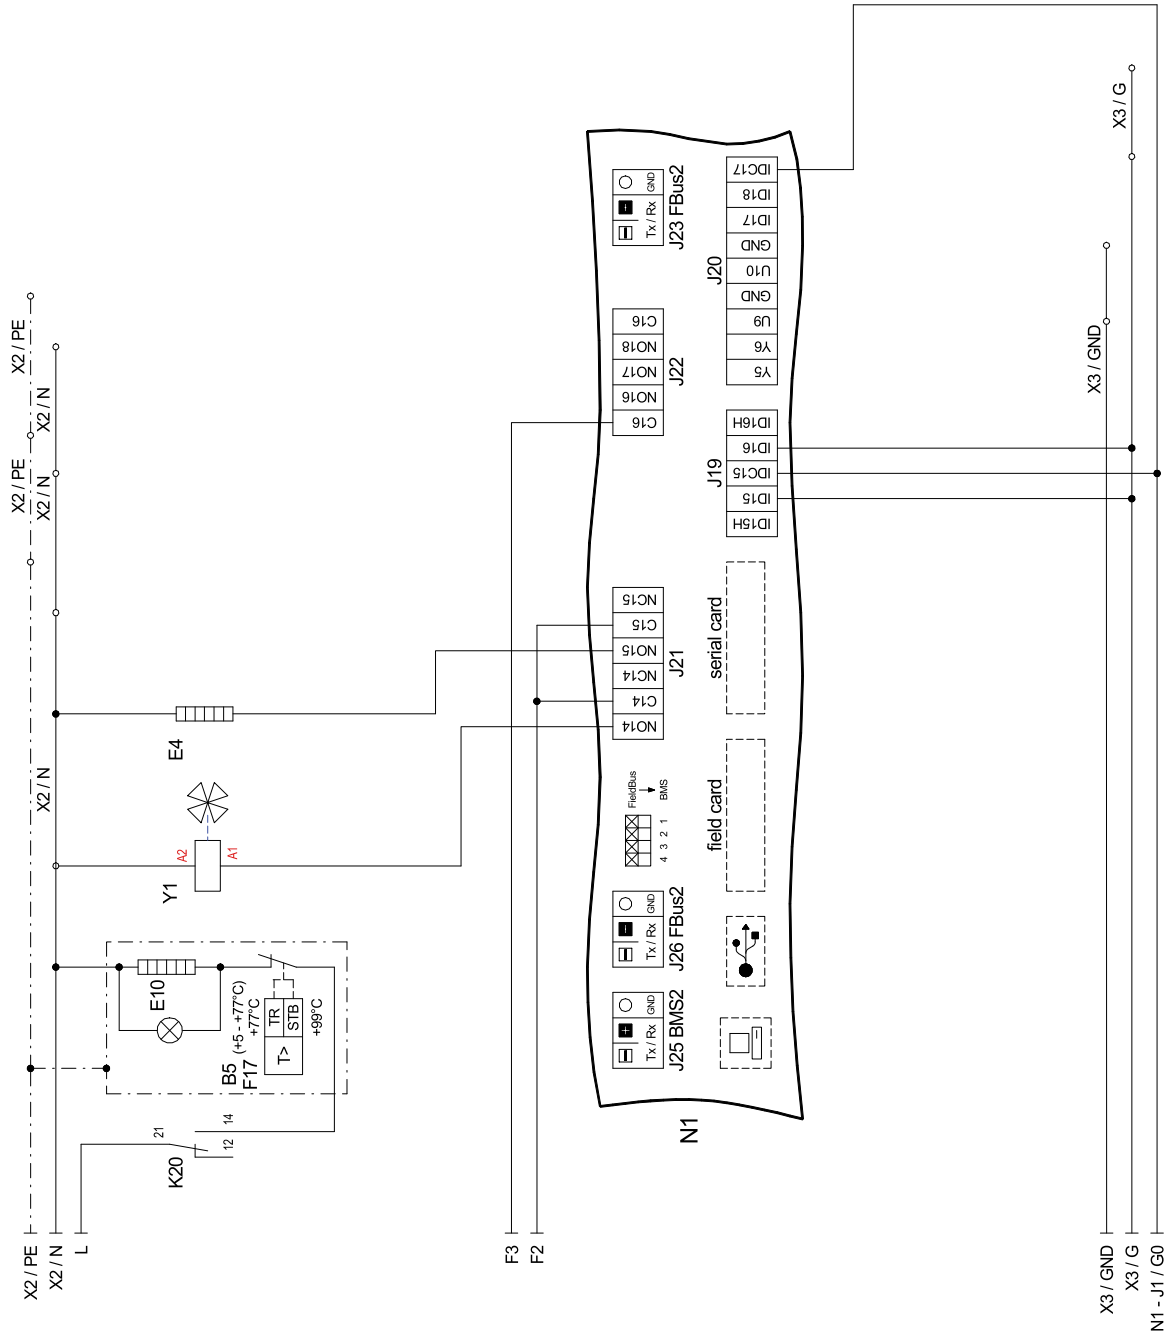 X2 / PE
X2 / N
L
F3
F2
X3 / GND
X3 / G
N1 - J1 / G0
K20
21
12
14
B5
(+5 - +77°C)
F17
+77°C
T>
TR
STB
+99°C
E10
Y1
A2
A1
E4
X2 / N
X2 / PE
X2 / N
X2 / PE
X2 / N
N1
Tx / Rx
GND
J25 BMS2
Tx / Rx
GND
J26 FBus2
4 3 2 1
FieldBus
BMS
NO14
C14
NC14
NO15
C15
NC15
J21
C16
NO16
NO17
NO18
C16
J22
Tx / Rx
GND
J23 FBus2
field card
serial card
ID15H
ID15
IDC15
ID16
ID16H
J19
Y5
Y6
U9
GND
U10
GND
ID17
ID18
IDC17
J20
X3 / GND
X3 / G